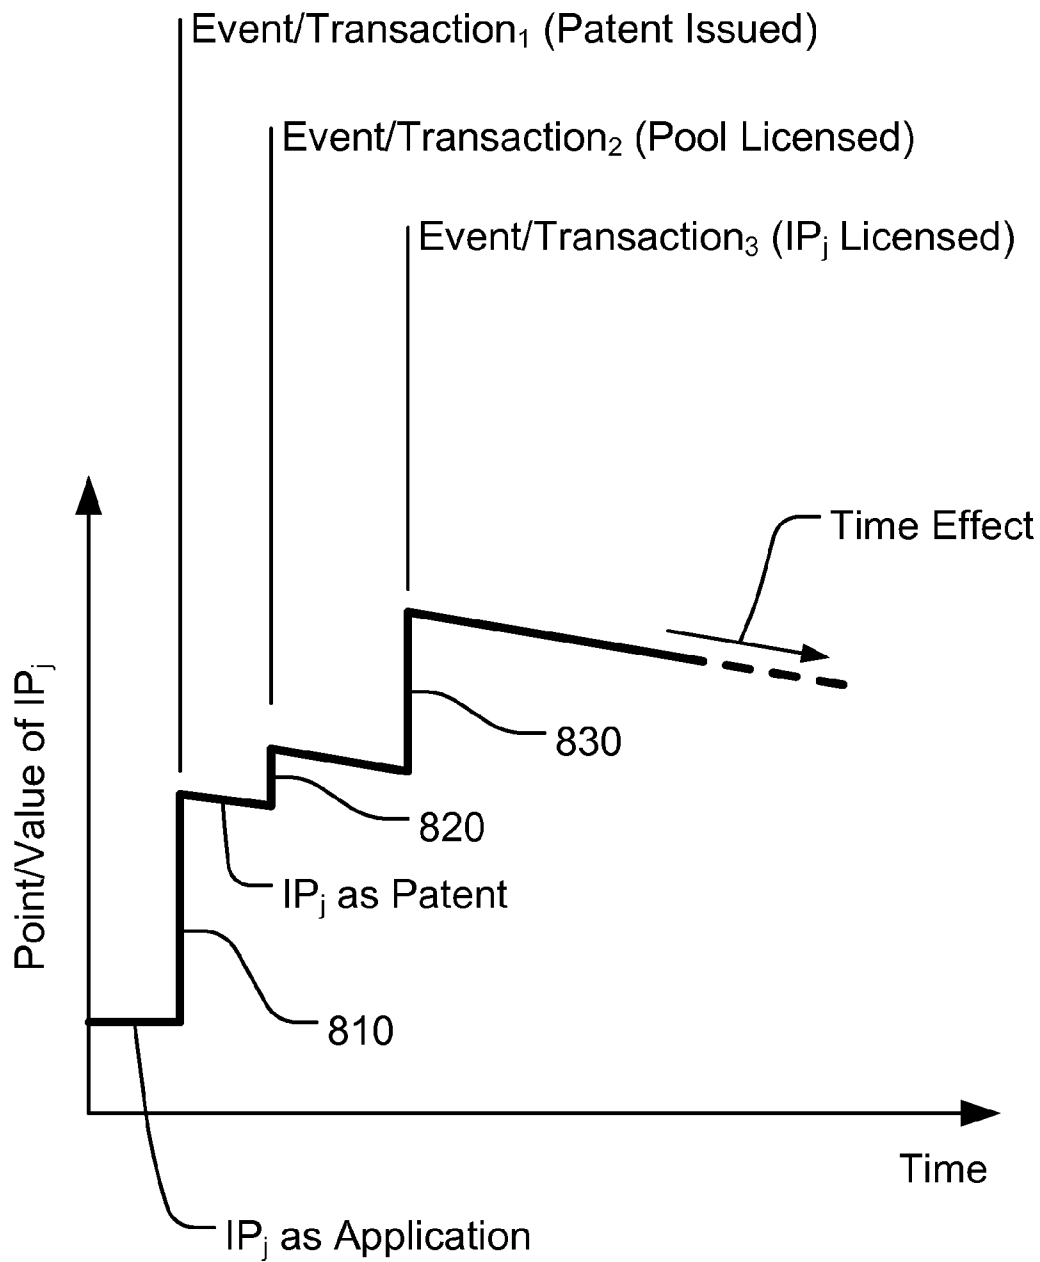 Event/Transaction₁ (Patent Issued)
Event/Transaction₂ (Pool Licensed)
Event/Transaction₃ (IPⱼ Licensed)
Time Effect
Point/Value of IPⱼ
830
820
IPⱼ as Patent
810
Time
IPⱼ as Application